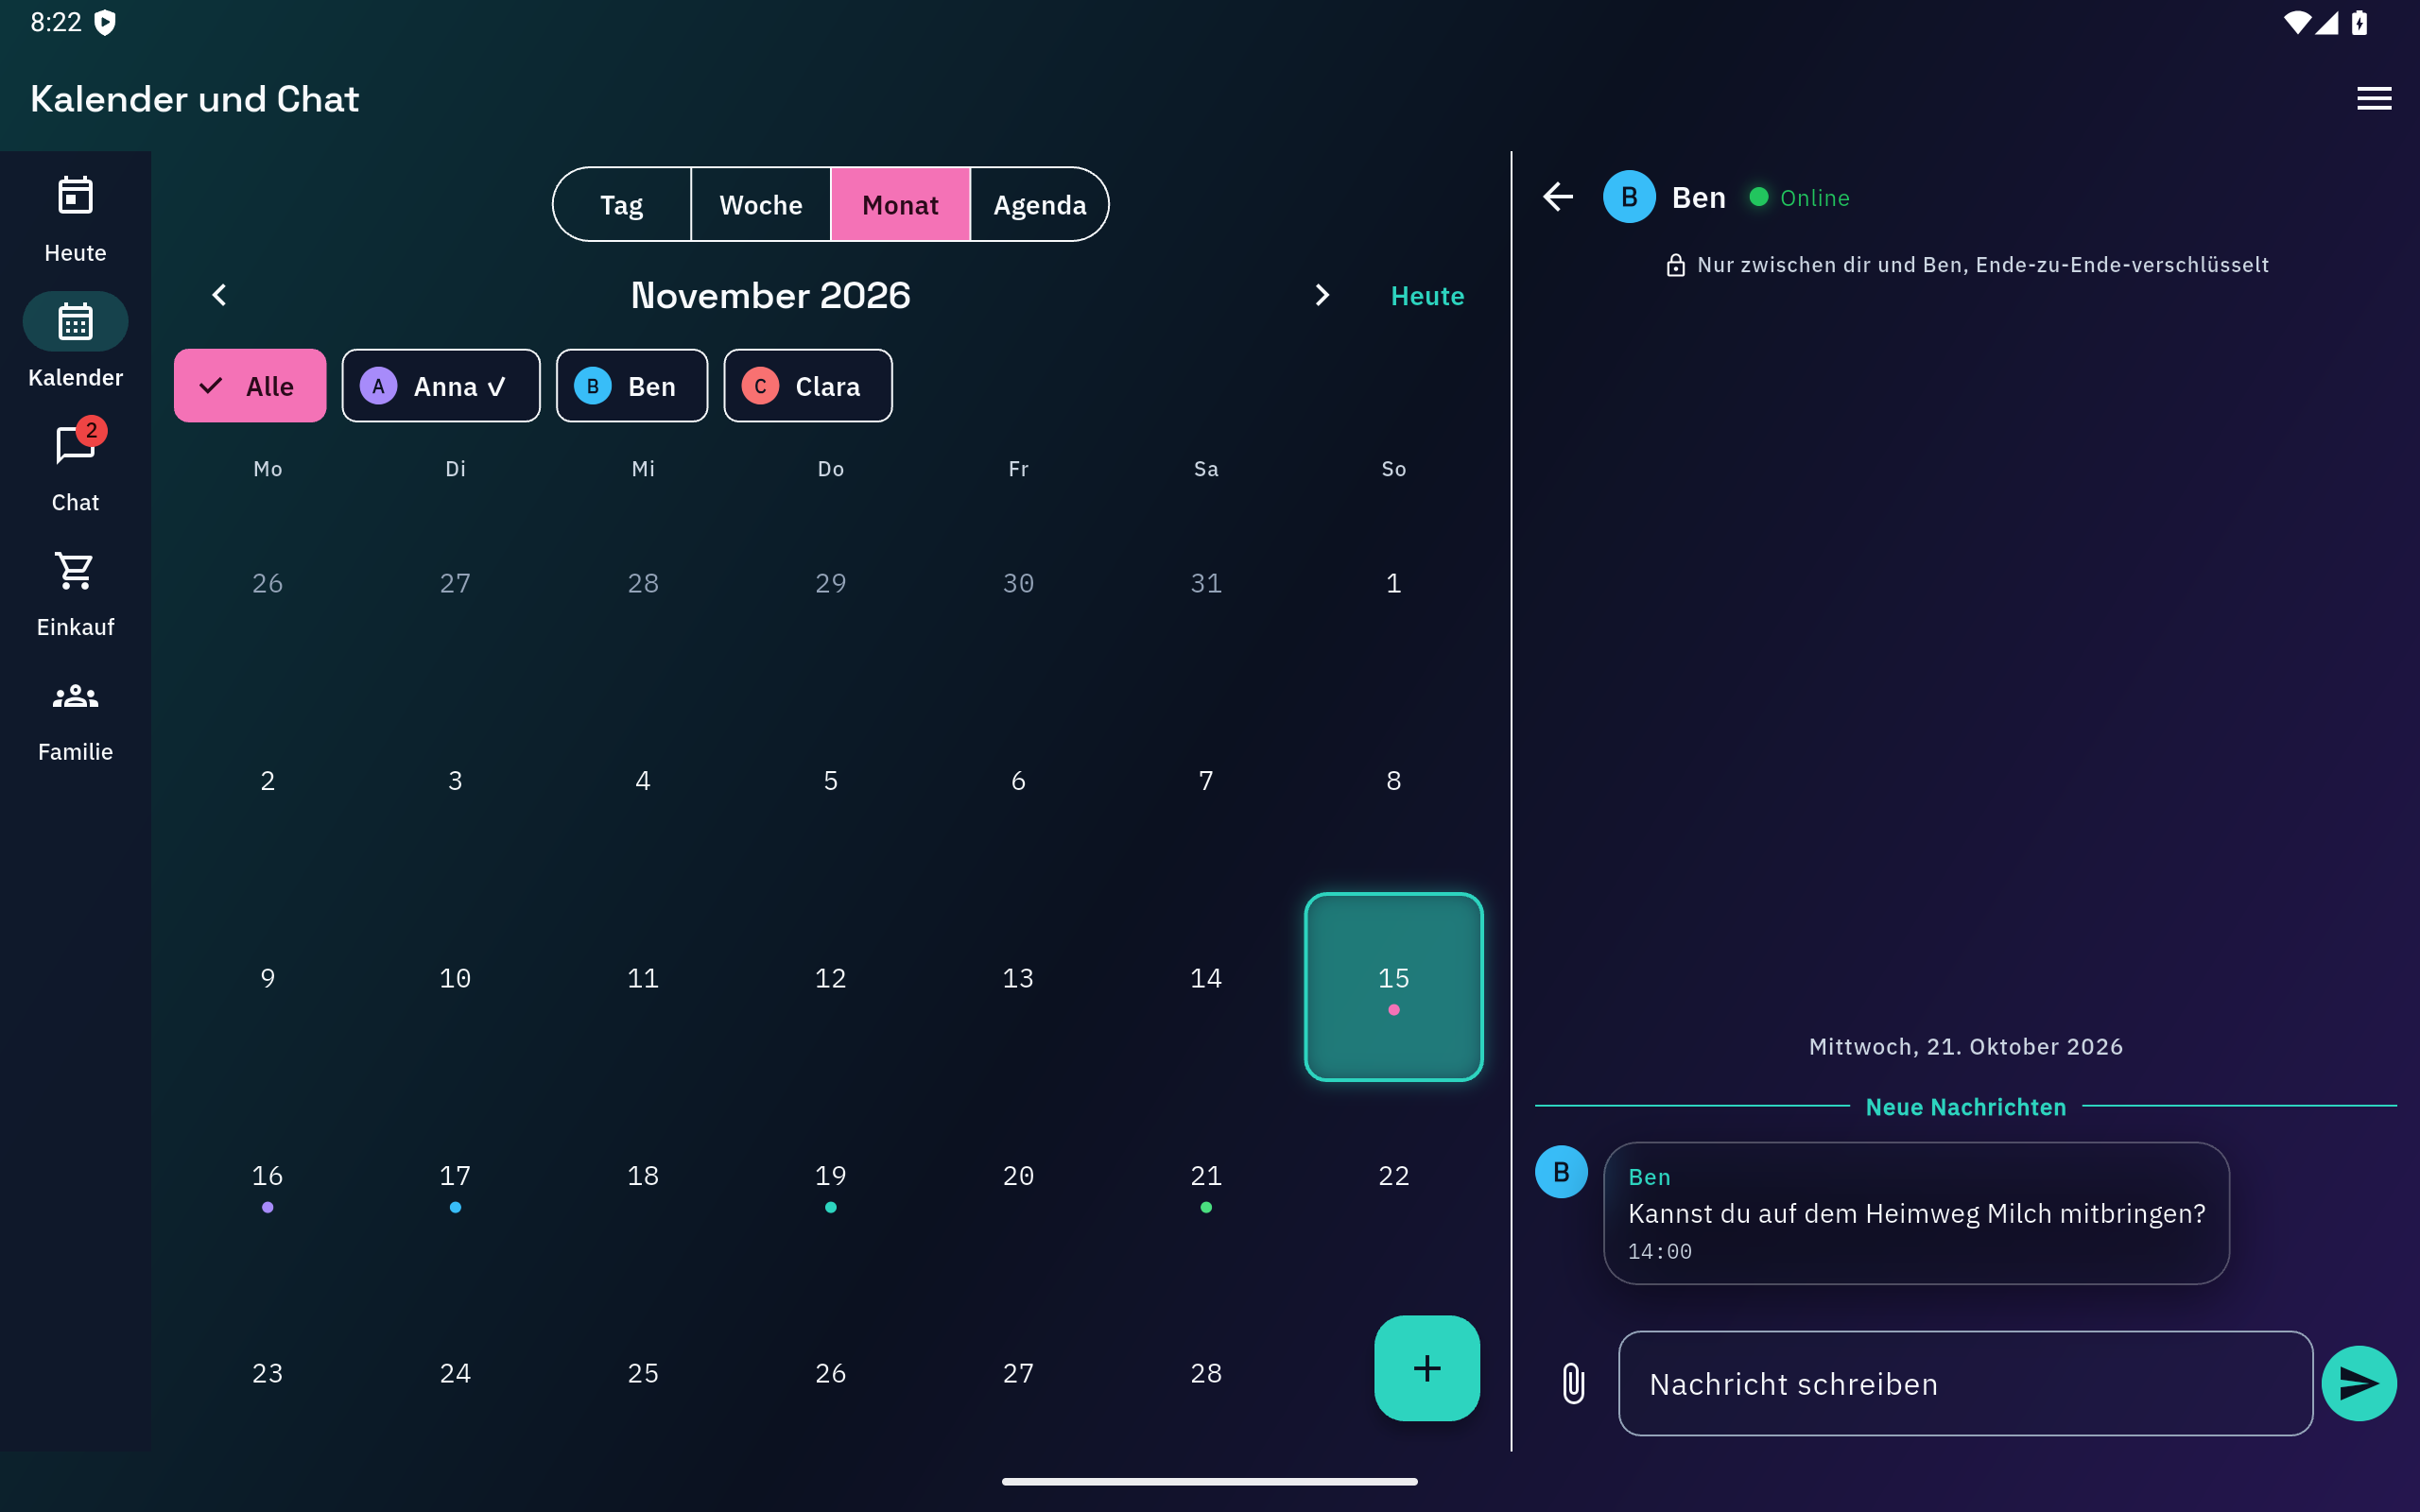 8:22
Kalender und Chat
Heute
Kalender
2
Chat
Einkauf
Familie
Tag Woche Monat Agenda
November 2026
Heute
Alle A Anna ✓ B Ben C Clara
Mo Di Mi Do Fr Sa So
26 27 28 29 30 31 1
2 3 4 5 6 7 8
9 10 11 12 13 14 15
16 17 18 19 20 21 22
23 24 25 26 27 28
+
B Ben Online
Nur zwischen dir und Ben, Ende-zu-Ende-verschlüsselt
Mittwoch, 21. Oktober 2026
Neue Nachrichten
B
Ben
Kannst du auf dem Heimweg Milch mitbringen?
14:00
Nachricht schreiben